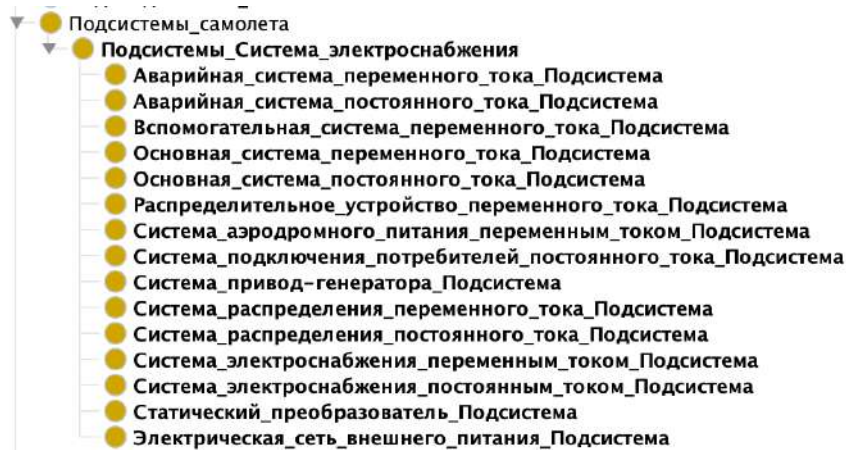 Подсистемы_самолета
Подсистемы_Система_электроснабжения
Аварийная_система_переменного_тока_Подсистема
Аварийная_система_постоянного_тока_Подсистема
Вспомогательная_система_переменного_тока_Подсистема
Основная_система_переменного_тока_Подсистема
Основная_система_постоянного_тока_Подсистема
Распределительное_устройство_переменного_тока_Подсистема
Система_аэродромного_питания_переменным_током_Подсистема
Система_подключения_потребителей_постоянного_тока_Подсистема
Система_привод-генератора_Подсистема
Система_распределения_переменного_тока_Подсистема
Система_распределения_постоянного_тока_Подсистема
Система_электроснабжения_переменным_током_Подсистема
Система_электроснабжения_постоянным_током_Подсистема
Статический_преобразователь_Подсистема
Электрическая_сеть_внешнего_питания_Подсистема